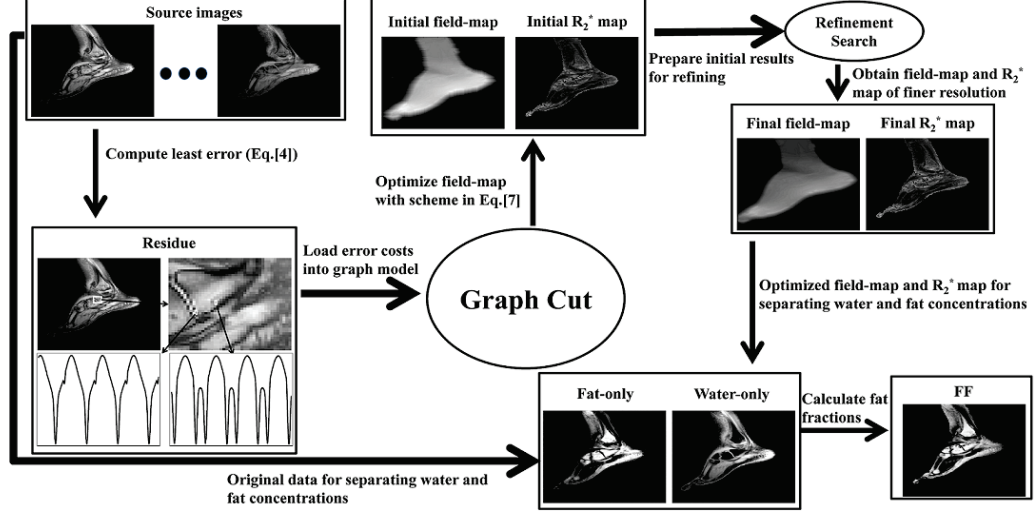 Source images
Compute least error (Eq.[4])
Residue
Load error costs
into graph model
Graph Cut
Optimize field-map
with scheme in Eq.[7]
Initial field-map
Initial R₂* map
Prepare initial results
for refining
Refinement
Search
Obtain field-map and R₂*
map of finer resolution
Final field-map
Final R₂* map
Optimized field-map and R₂* map for
separating water and fat concentrations
Original data for separating water and
fat concentrations
Fat-only
Water-only
Calculate fat
fractions
FF